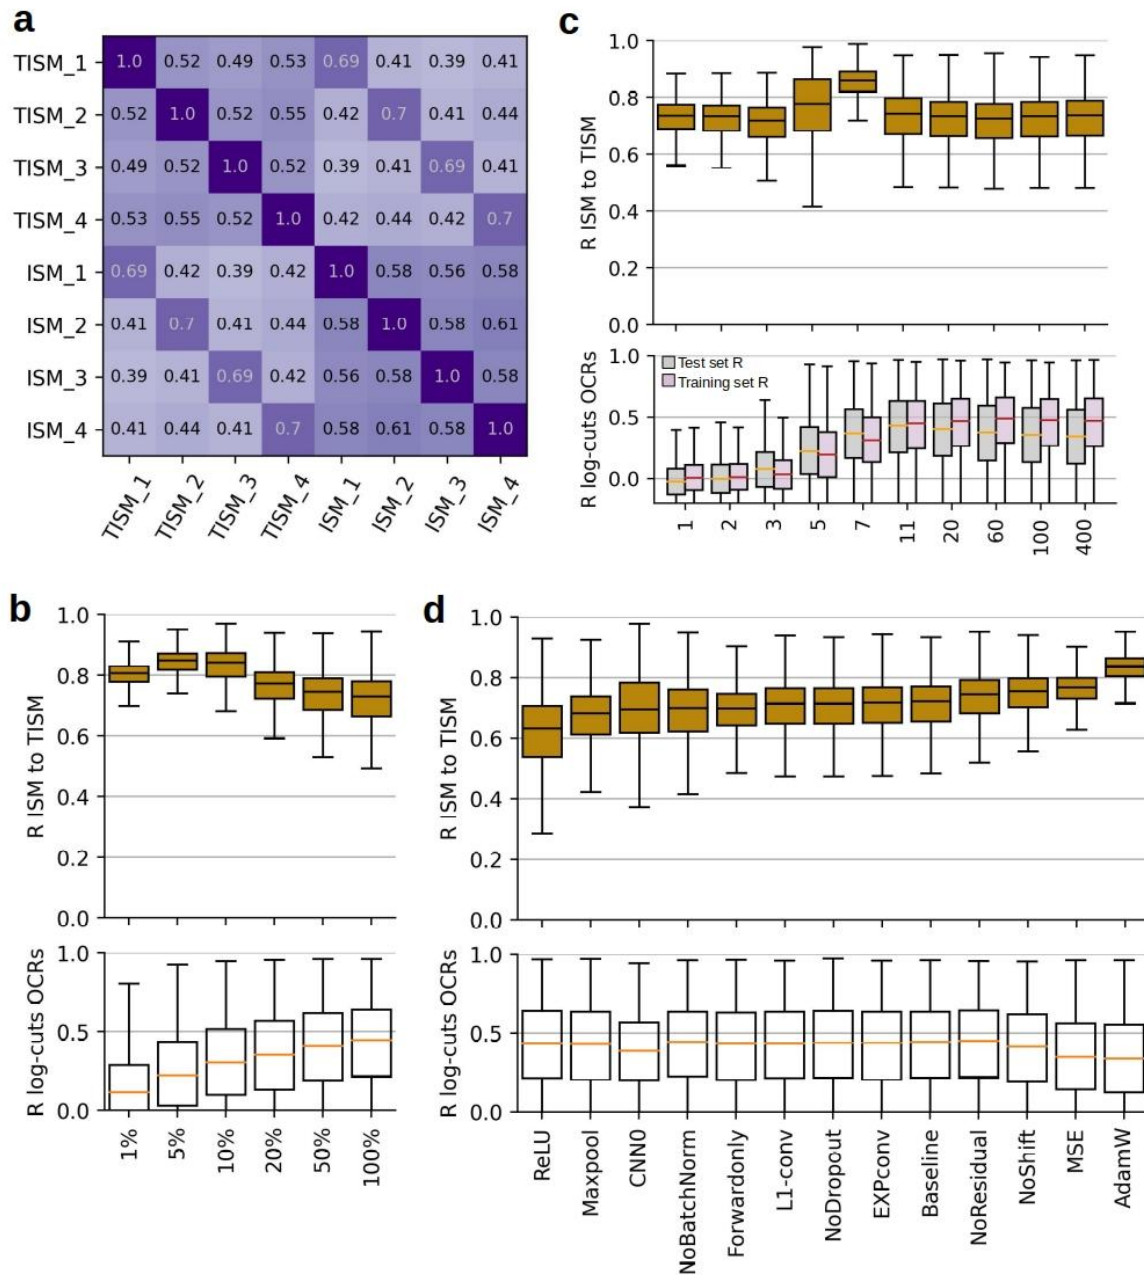 a
TISM_1 1.0 0.52 0.49 0.53 0.69 0.41 0.39 0.41
TISM_2 0.52 1.0 0.52 0.55 0.42 0.7 0.41 0.44
TISM_3 0.49 0.52 1.0 0.52 0.39 0.41 0.69 0.41
TISM_4 0.53 0.55 0.52 1.0 0.42 0.44 0.42 0.7
ISM_1 0.69 0.42 0.39 0.42 1.0 0.58 0.56 0.58
ISM_2 0.41 0.7 0.41 0.44 0.58 1.0 0.58 0.61
ISM_3 0.39 0.41 0.69 0.42 0.56 0.58 1.0 0.58
ISM_4 0.41 0.44 0.41 0.7 0.58 0.61 0.58 1.0
TISM_1 TISM_2 TISM_3 TISM_4 ISM_1 ISM_2 ISM_3 ISM_4
c
R ISM to TISM
1.0
0.8
0.6
0.4
0.2
0.0
R log-cuts OCRs
1.0
0.5
0.0
Test set R
Training set R
1 2 3 5 7 11 20 60 100 400
b
R ISM to TISM
1.0
0.8
0.6
0.4
0.2
0.0
R log-cuts OCRs
1.0
0.5
0.0
1% 5% 10% 20% 50% 100%
d
R ISM to TISM
1.0
0.8
0.6
0.4
0.2
0.0
R log-cuts OCRs
1.0
0.5
0.0
ReLU Maxpool CNN0 NoBatchNorm Forwardonly L1-conv NoDropout EXPconv Baseline NoResidual NoShift MSE AdamW